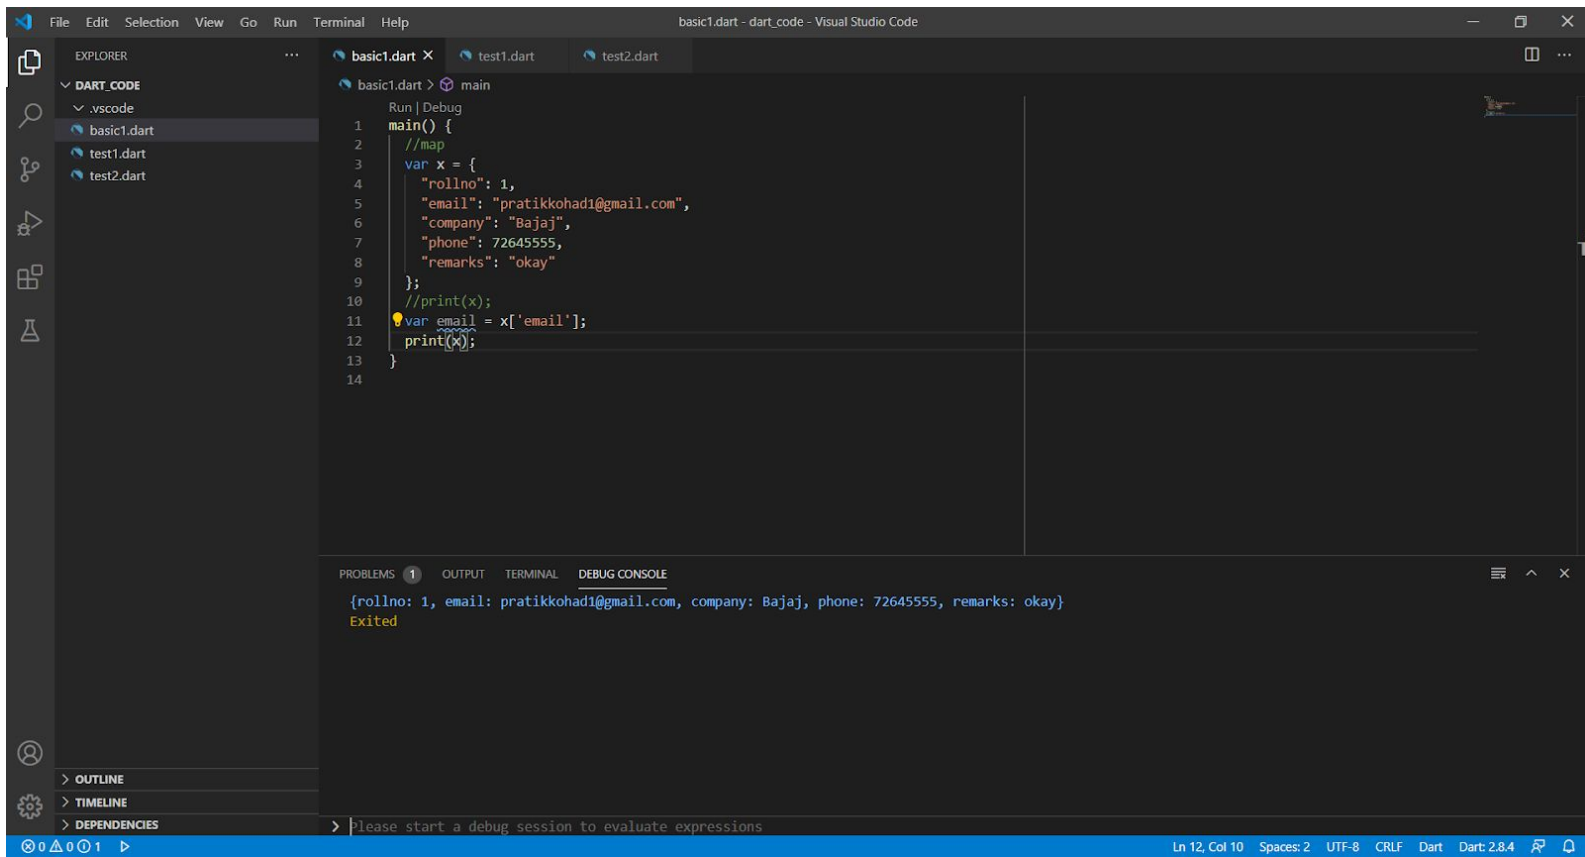 File Edit Selection View Go Run Terminal Help basic1.dart - dart_code - Visual Studio Code
EXPLORER ...
DART_CODE
.vscode
basic1.dart
test1.dart
test2.dart
OUTLINE
TIMELINE
DEPENDENCIES
basic1.dart test1.dart test2.dart
basic1.dart > main
Run | Debug
1 main() {
2 //map
3 var x = {
4 "rollno": 1,
5 "email": "pratikkohad1@gmail.com",
6 "company": "Bajaj",
7 "phone": 72645555,
8 "remarks": "okay"
9 };
10 //print(x);
11 var email = x['email'];
12 print(x);
13 }
14
PROBLEMS 1 OUTPUT TERMINAL DEBUG CONSOLE
{rollno: 1, email: pratikkohad1@gmail.com, company: Bajaj, phone: 72645555, remarks: okay}
Exited
> Please start a debug session to evaluate expressions
0 0 1 Ln 12, Col 10 Spaces: 2 UTF-8 CRLF Dart Dart: 2.8.4